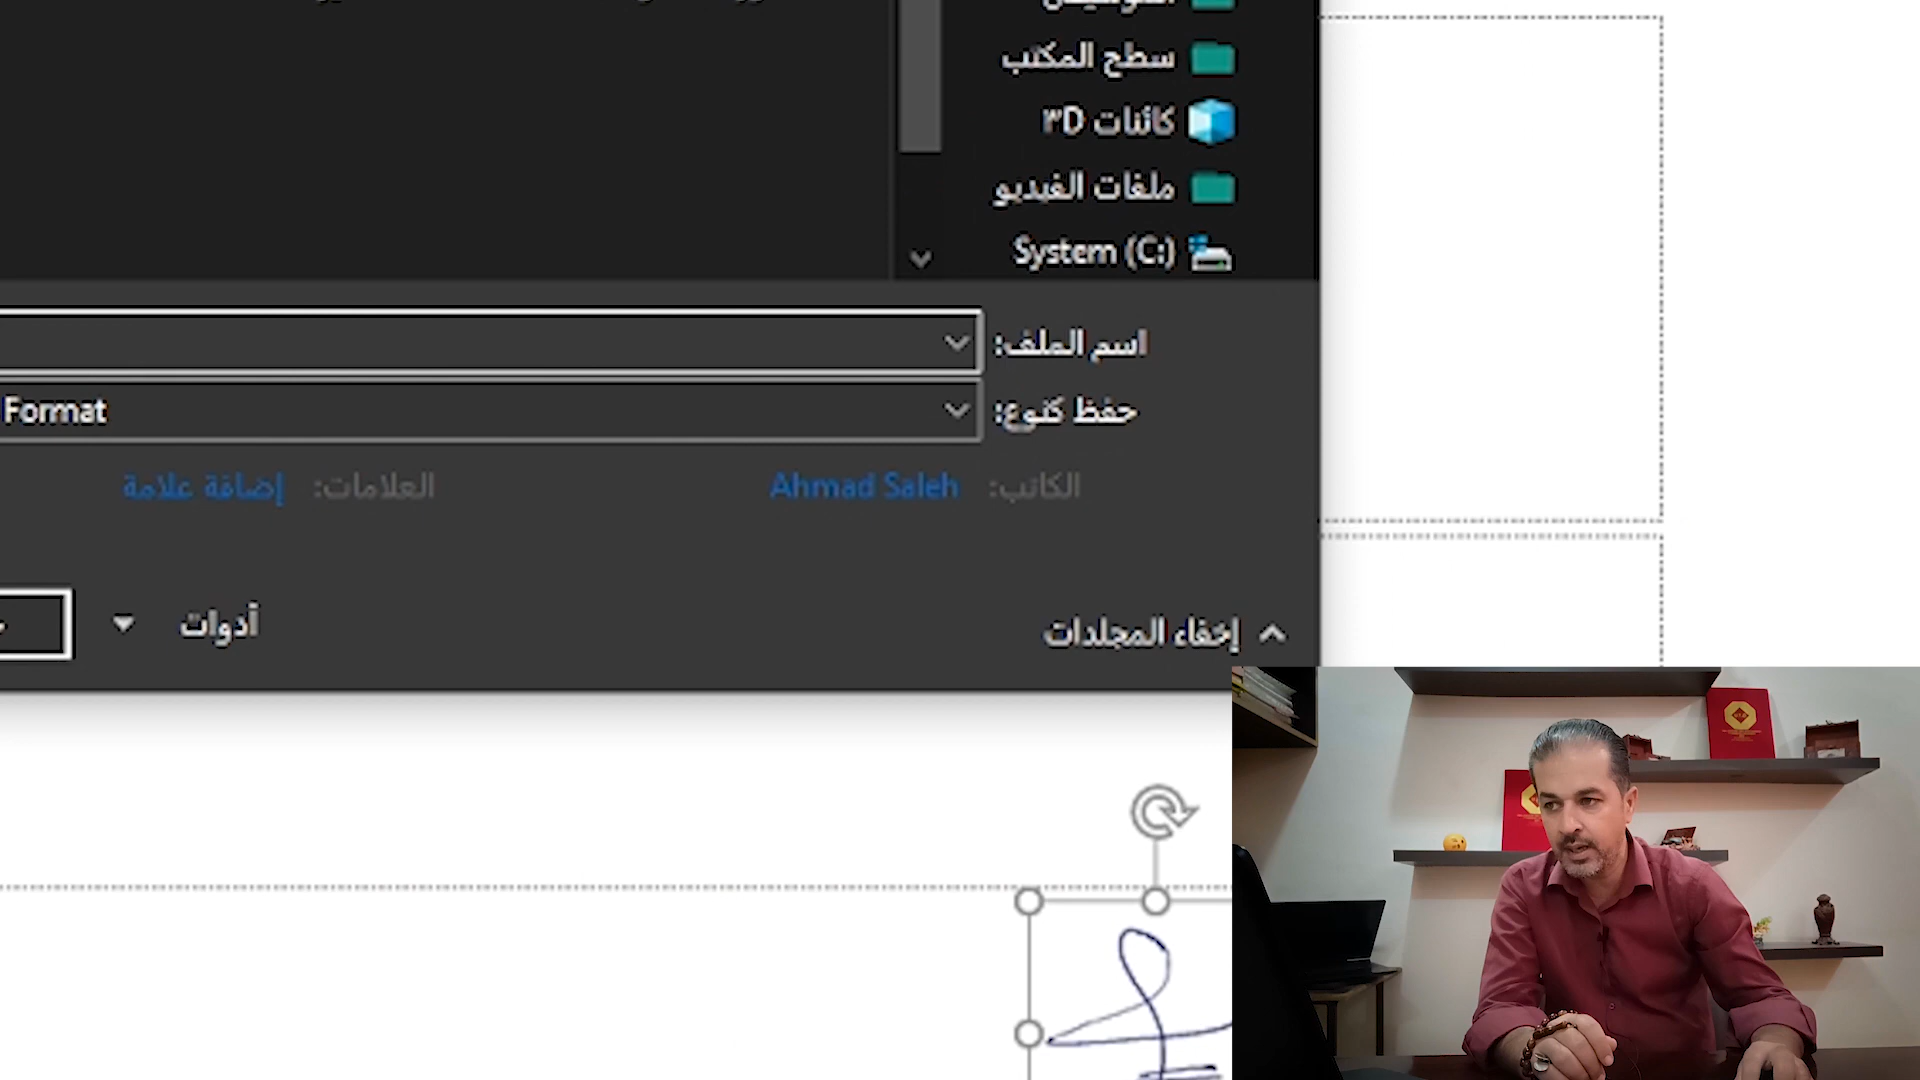 سطح المكتب
كائنات ٣D
ملفات الفيديو
System (C:)
اسم الملف:
حفظ كنوع:
Format
الكاتب: Ahmad Saleh
العلامات: إضافة علامة
إخفاء المجلدات
أدوات